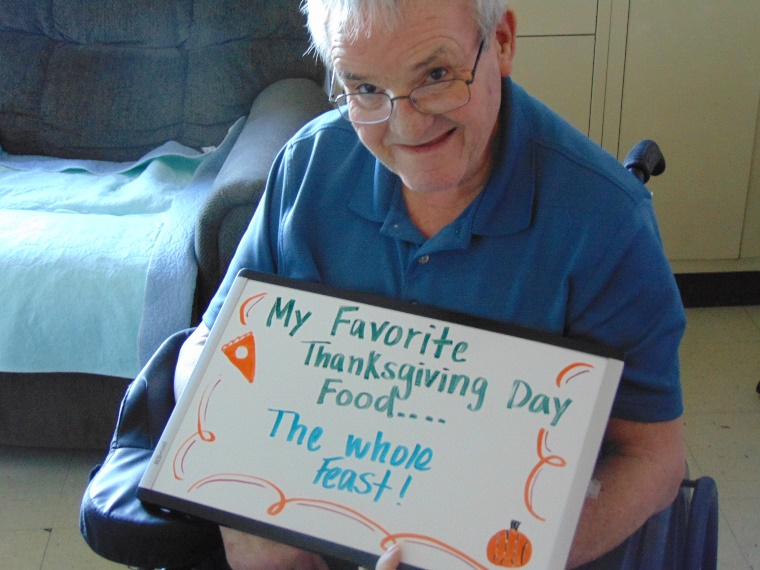 My Favorite
Thanksgiving Day
Food....
The whole
Feast!